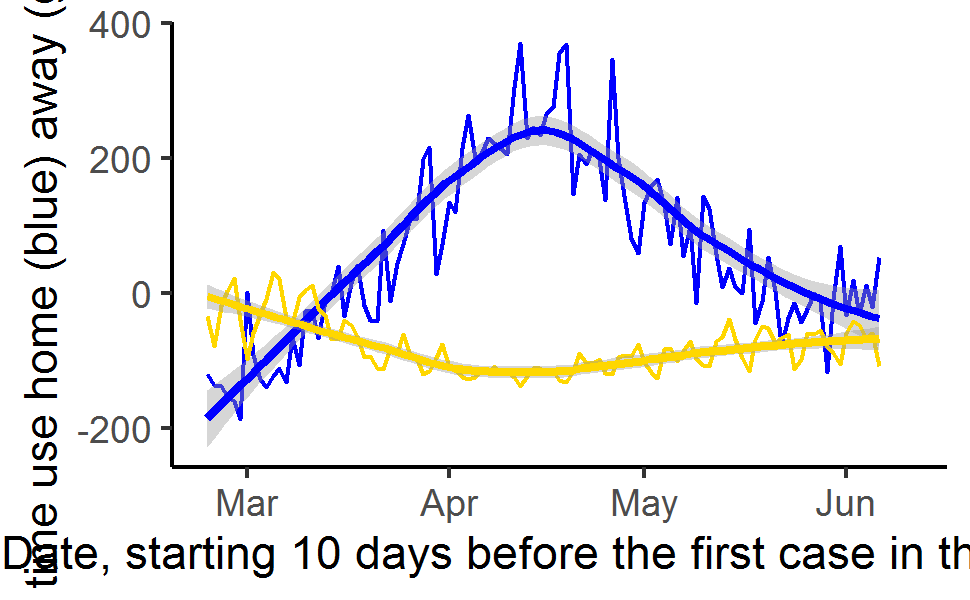 time use home (blue) away (
400
200
0
-200
Mar Apr May Jun
Date, starting 10 days before the first case in th